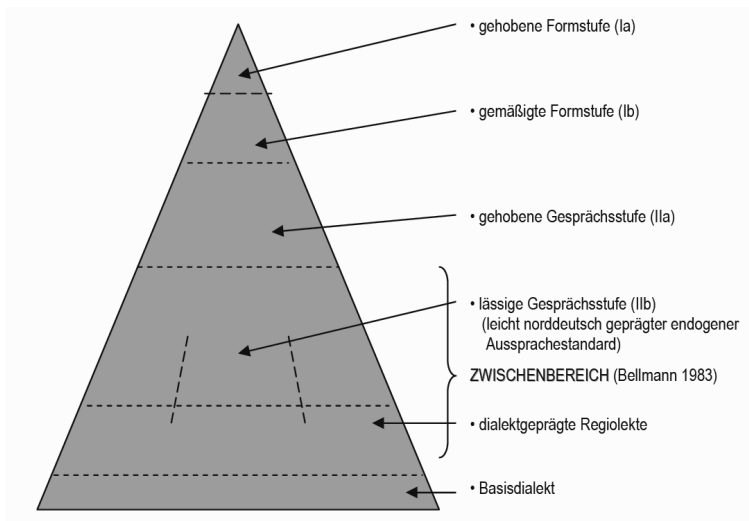 • gehobene Formstufe (Ia)
• gemäßigte Formstufe (Ib)
• gehobene Gesprächsstufe (IIa)
• lässige Gesprächsstufe (IIb)
(leicht norddeutsch geprägter endogener
Aussprachestandard)
ZWISCHENBEREICH (Bellmann 1983)
• dialektgeprägte Regiolekte
• Basisdialekt